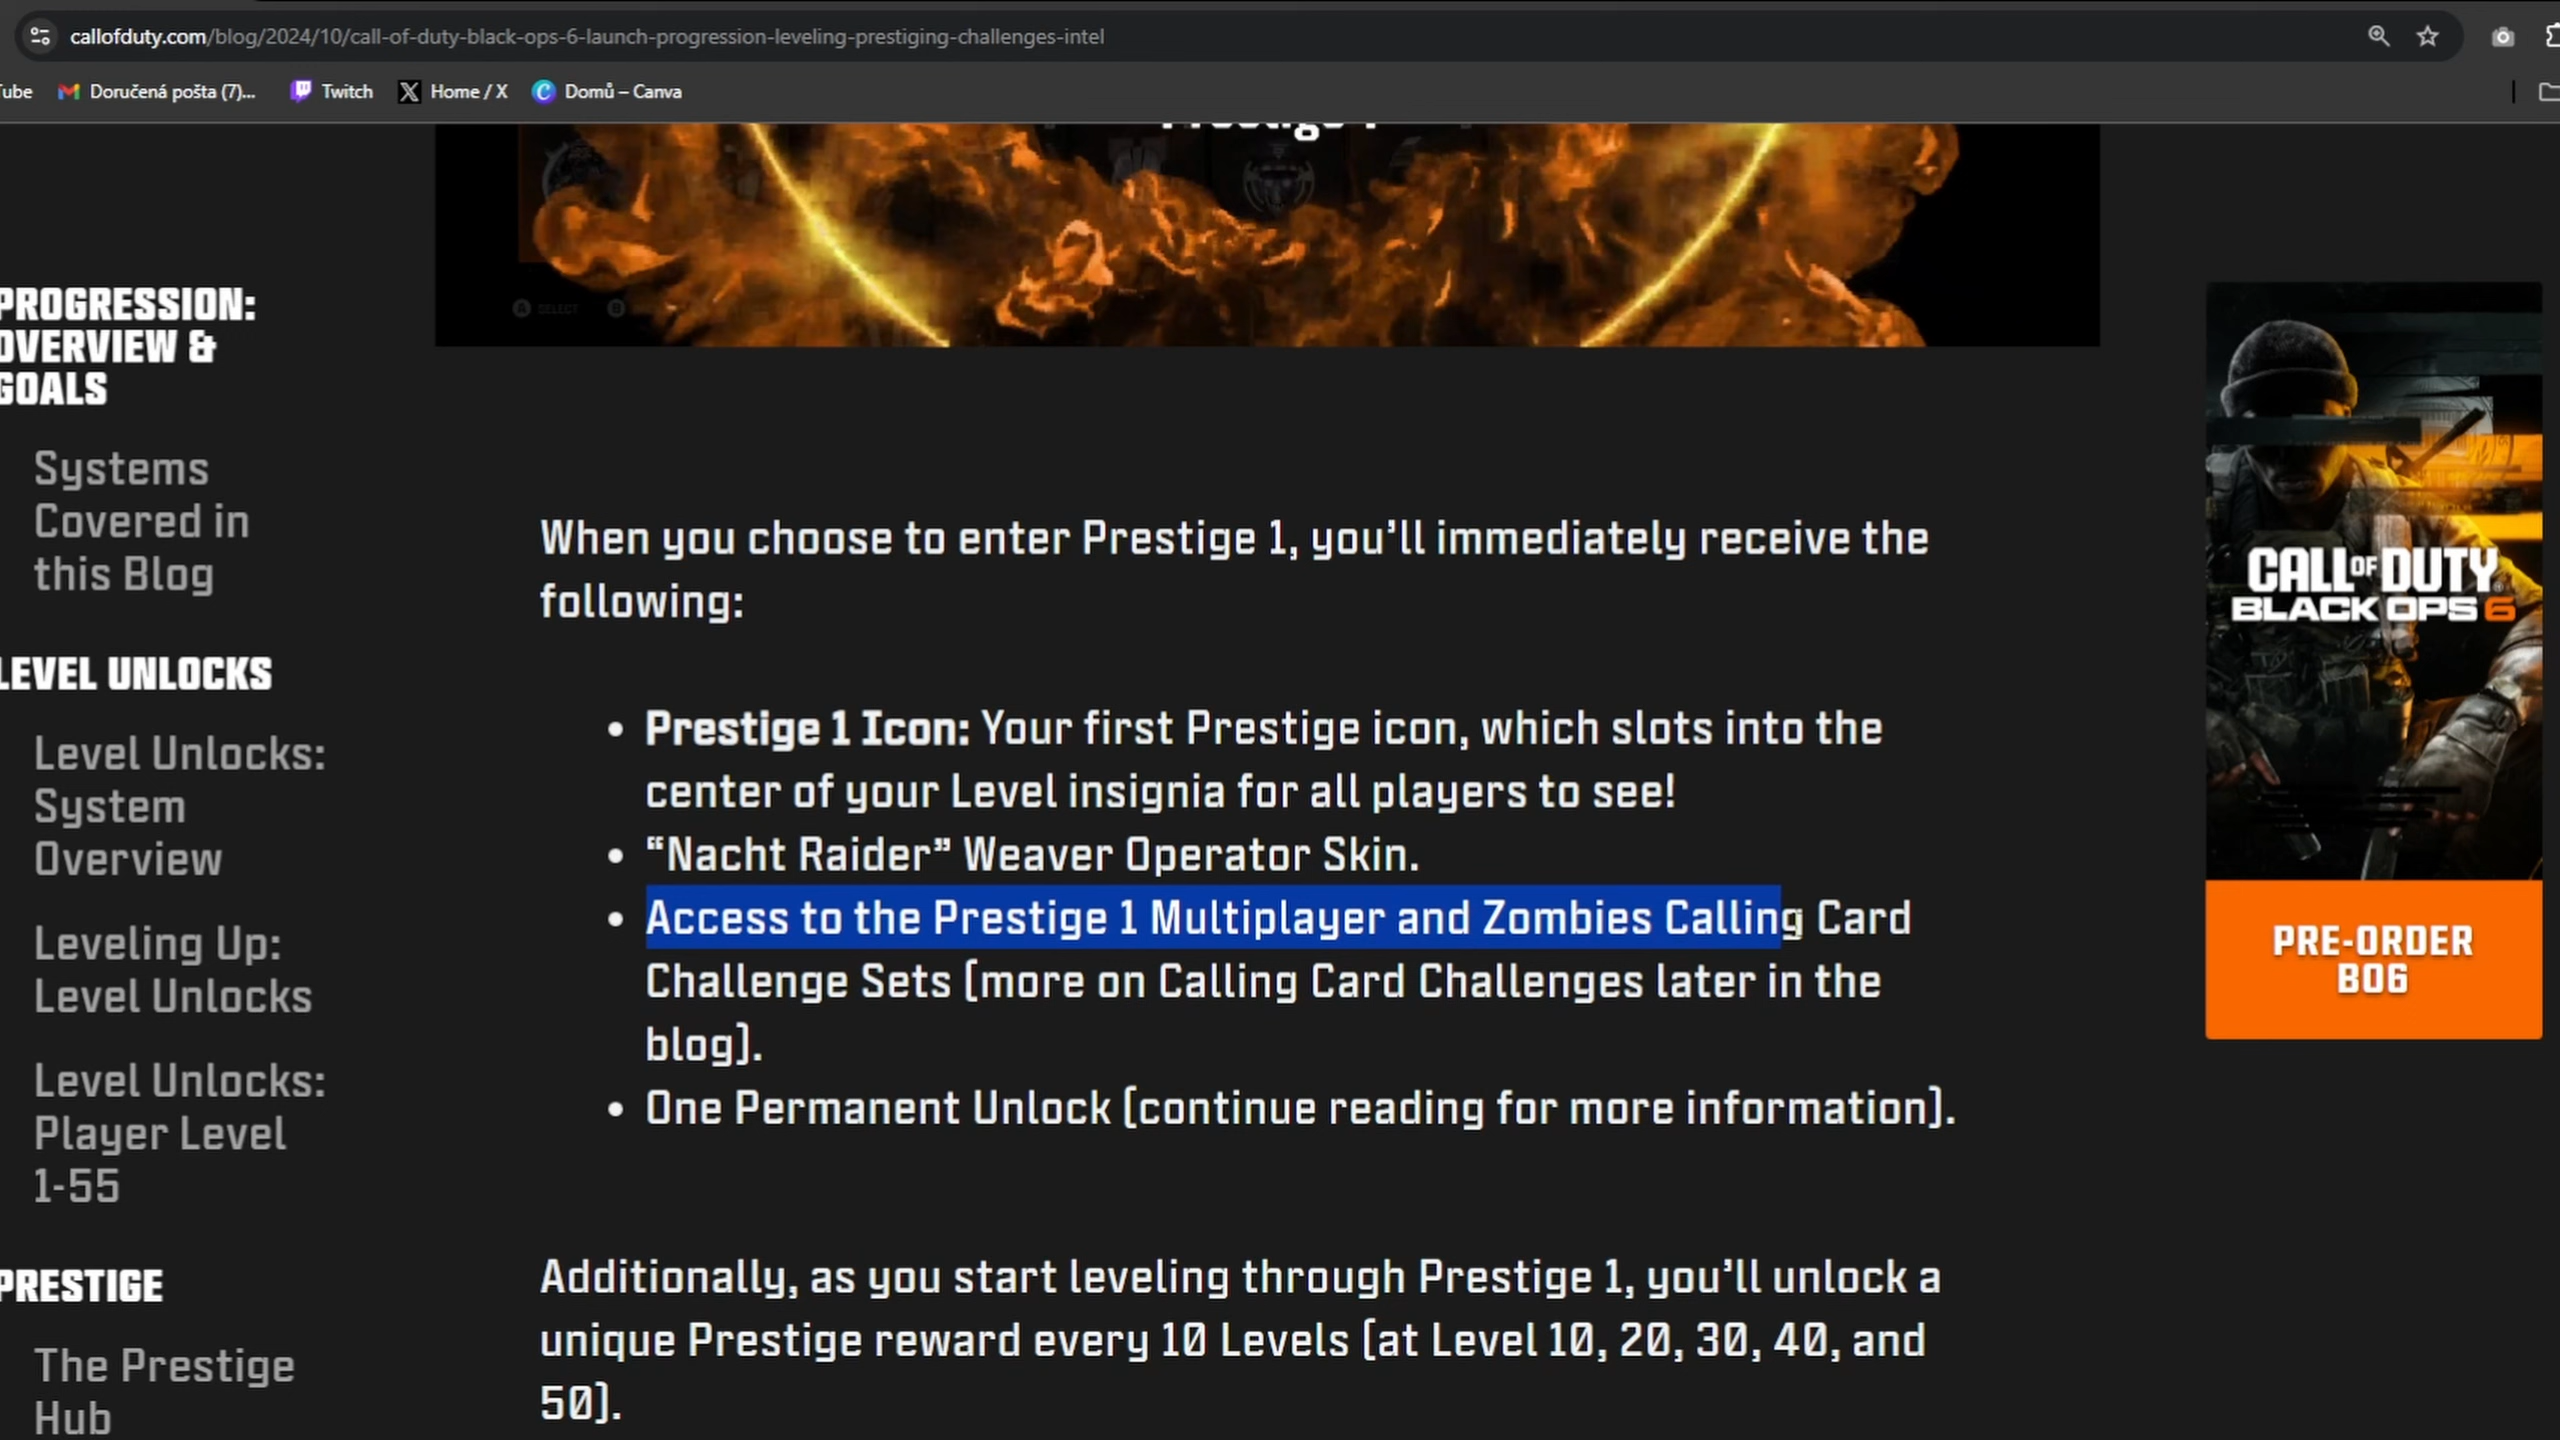 callofduty.com/blog/2024/10/call-of-duty-black-ops-6-launch-progression-leveling-prestiging-challenges-intel
Doručená pošta (7)...
Twitch
Home / X
Domů – Canva
Prestige 1
SELECT
PROGRESSION:
OVERVIEW &
GOALS
Systems
Covered in
this Blog
LEVEL UNLOCKS
Level Unlocks:
System
Overview
Leveling Up:
Level Unlocks
Level Unlocks:
Player Level
1-55
PRESTIGE
The Prestige
Hub
When you choose to enter Prestige 1, you’ll immediately receive the
following:
• Prestige 1 Icon: Your first Prestige icon, which slots into the
center of your Level insignia for all players to see!
• “Nacht Raider” Weaver Operator Skin.
• Access to the Prestige 1 Multiplayer and Zombies Calling Card
Challenge Sets (more on Calling Card Challenges later in the
blog).
• One Permanent Unlock (continue reading for more information).
Additionally, as you start leveling through Prestige 1, you’ll unlock a
unique Prestige reward every 10 Levels (at Level 10, 20, 30, 40, and
50).
CALL OF DUTY
BLACK OPS 6
PRE-ORDER
BO6